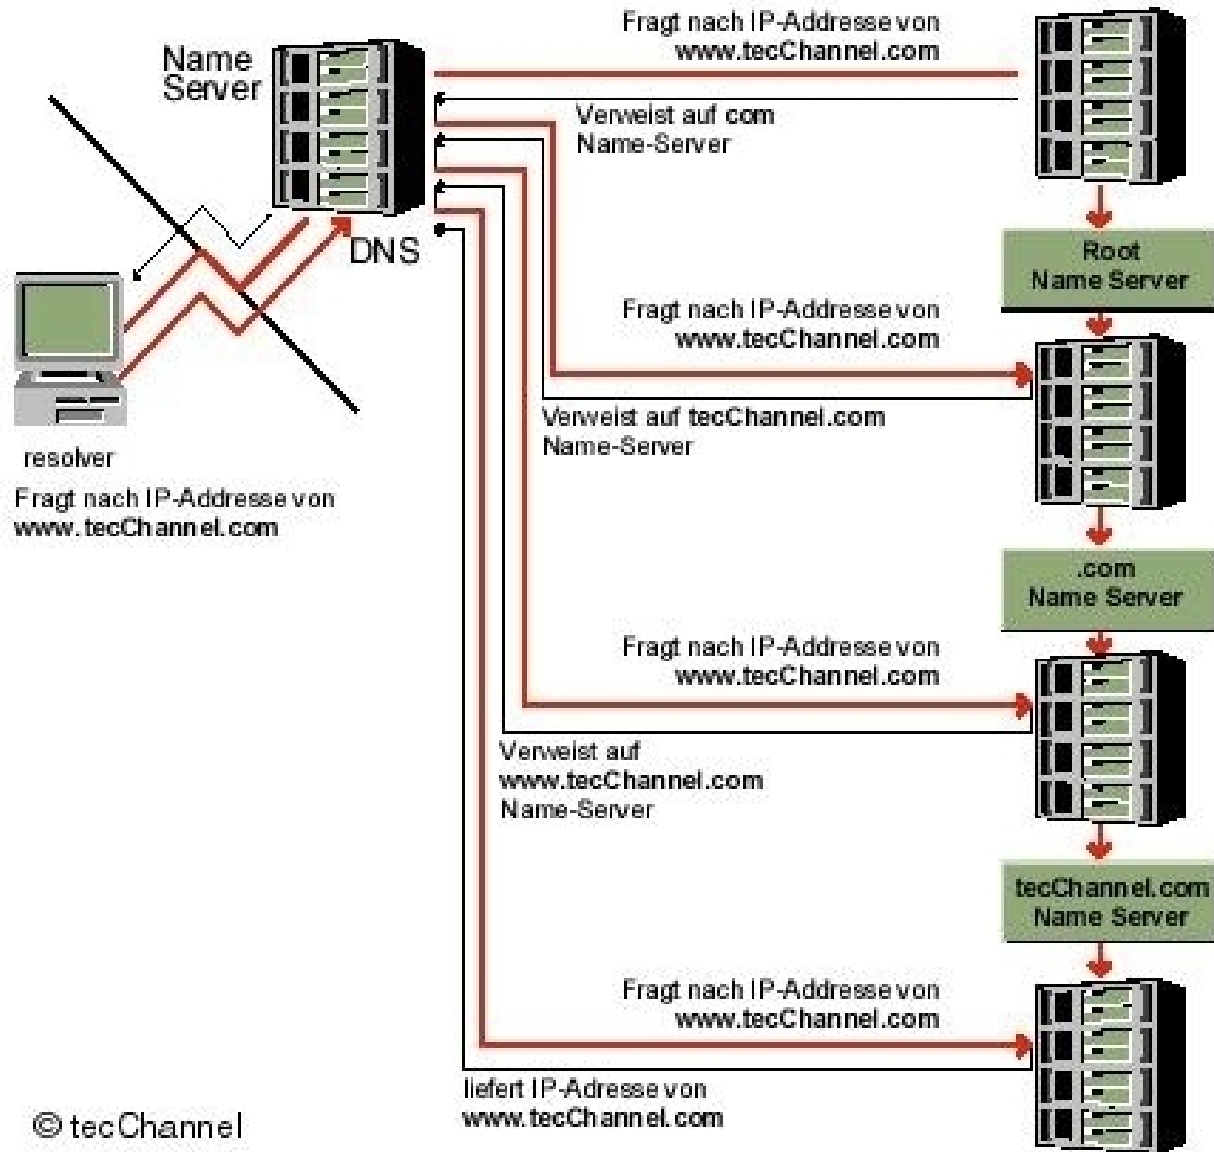 Fragt nach IP-Addresse von
www.tecChannel.com
Name
Server
Verweist auf com
Name-Server
DNS
Root
Name Server
Fragt nach IP-Addresse von
www.tecChannel.com
Verweist auf tecChannel.com
Name-Server
resolver
Fragt nach IP-Addresse von
www.tecChannel.com
.com
Name Server
Fragt nach IP-Addresse von
www.tecChannel.com
Verweist auf
www.tecChannel.com
Name-Server
tecChannel.com
Name Server
Fragt nach IP-Addresse von
www.tecChannel.com
liefert IP-Adresse von
www.tecChannel.com
© tecChannel